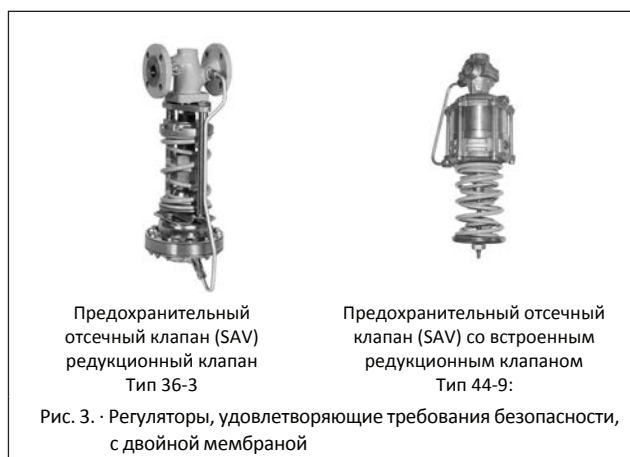 Предохранительный
отсечный клапан (SAV)
редукционный клапан
Тип 36-3
Предохранительный отсечный
клапан (SAV) со встроенным
редукционным клапаном
Тип 44-9:
Рис. 3. · Регуляторы, удовлетворяющие требования безопасности,
с двойной мембраной